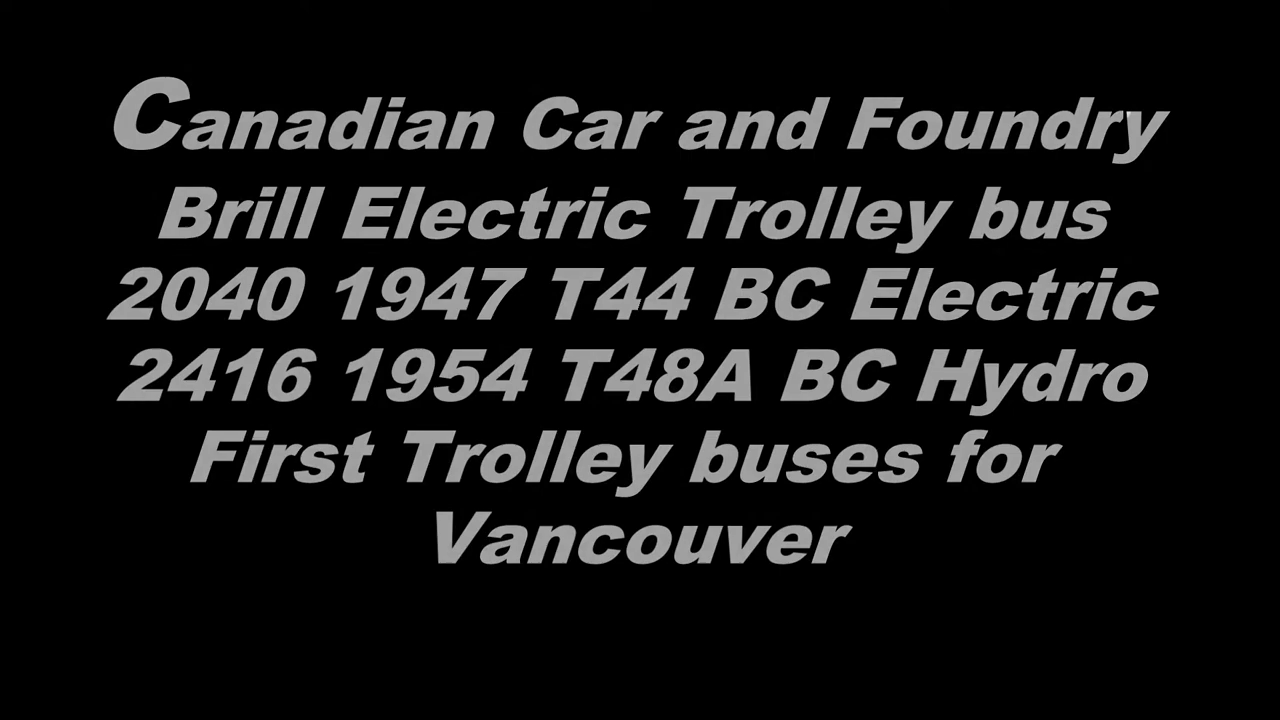 Canadian Car and Foundry
Brill Electric Trolley bus
2040 1947 T44 BC Electric
2416 1954 T48A BC Hydro
First Trolley buses for
Vancouver